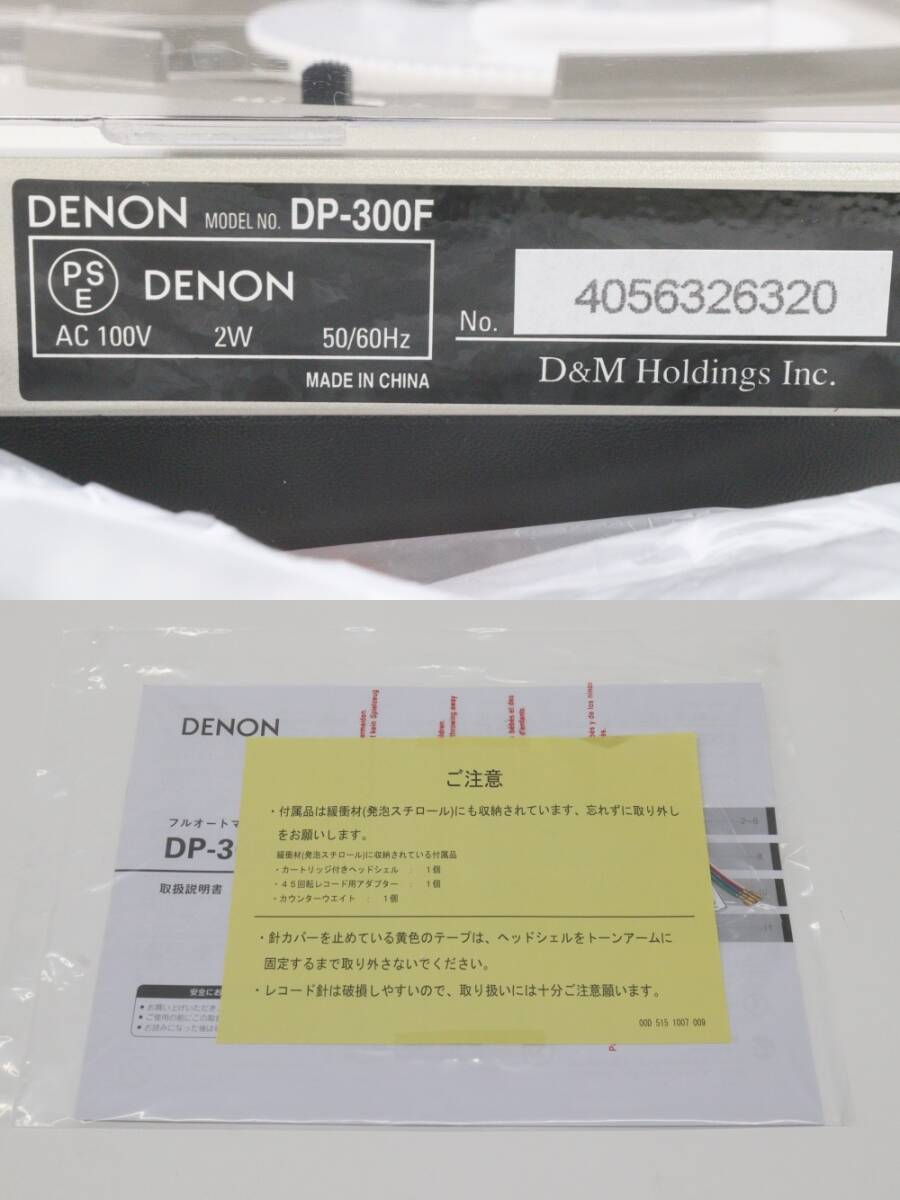 DENON MODEL NO. DP-300F
PSE DENON
AC 100V 2W 50/60Hz
MADE IN CHINA
No. 4056326320
D&M Holdings Inc.
DENON
フルオートマ
DP-3
取扱説明書
安全にお
ご注意
・付属品は緩衝材(発泡スチロール)にも収納されています、忘れずに取り外し
をお願いします。
緩衝材(発泡スチロール)に収納されている付属品
・カートリッジ付きヘッドシェル : 1個
・45回転レコード用アダプター : 1個
・カウンターウエイト : 1個
・針カバーを止めている黄色のテープは、ヘッドシェルをトーンアームに
固定するまで取り外さないでください。
・レコード針は破損しやすいので、取り扱いには十分ご注意願います。
00D 515 1007 009